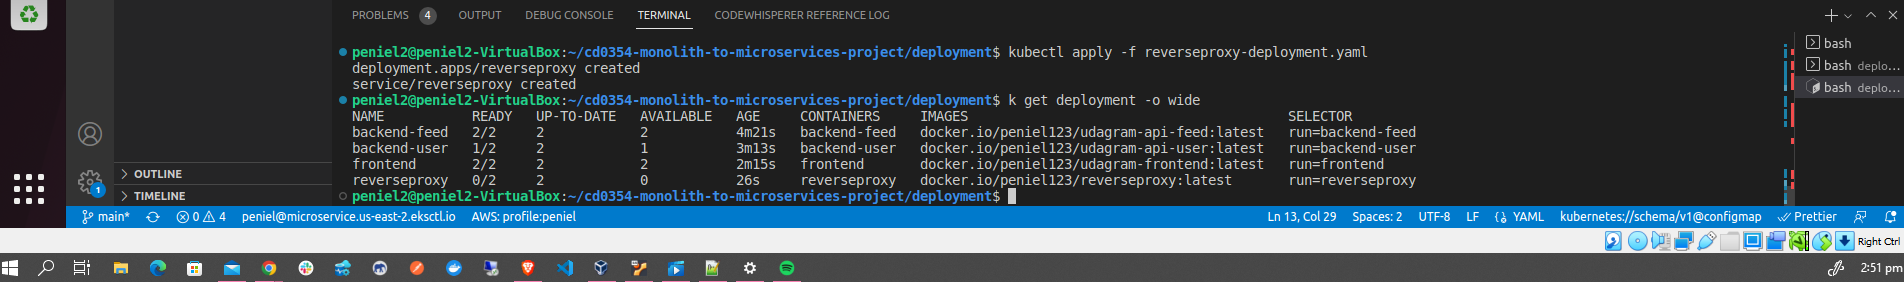 PROBLEMS 4 OUTPUT DEBUG CONSOLE TERMINAL CODEWHISPERER REFERENCE LOG
peniel2@peniel2-VirtualBox:~/cd0354-monolith-to-microservices-project/deployment$ kubectl apply -f reverseproxy-deployment.yaml
deployment.apps/reverseproxy created
service/reverseproxy created
peniel2@peniel2-VirtualBox:~/cd0354-monolith-to-microservices-project/deployment$ k get deployment -o wide
NAME READY UP-TO-DATE AVAILABLE AGE CONTAINERS IMAGES SELECTOR
backend-feed 2/2 2 2 4m21s backend-feed docker.io/peniel123/udagram-api-feed:latest run=backend-feed
backend-user 1/2 2 1 3m13s backend-user docker.io/peniel123/udagram-api-user:latest run=backend-user
frontend 2/2 2 2 2m15s frontend docker.io/peniel123/udagram-frontend:latest run=frontend
reverseproxy 0/2 2 0 26s reverseproxy docker.io/peniel123/reverseproxy:latest run=reverseproxy
peniel2@peniel2-VirtualBox:~/cd0354-monolith-to-microservices-project/deployment$
bash
bash deplo...
bash deplo...
1
OUTLINE
TIMELINE
main* 0 4 peniel@microservice.us-east-2.eksctl.io AWS: profile:peniel Ln 13, Col 29 Spaces: 2 UTF-8 LF YAML kubernetes://schema/v1@configmap Prettier
Right Ctrl
2:51 pm